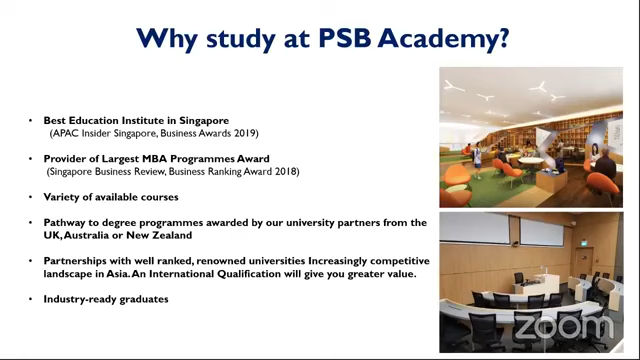 Why study at PSB Academy?
• Best Education Institute in Singapore
(APAC Insider Singapore, Business Awards 2019)
• Provider of Largest MBA Programmes Award
(Singapore Business Review, Business Ranking Award 2018)
• Variety of available courses
• Pathway to degree programmes awarded by our university partners from the
UK, Australia or New Zealand
• Partnerships with well ranked, renowned universities Increasingly competitive
landscape in Asia. An International Qualification will give you greater value.
• Industry-ready graduates
zoom